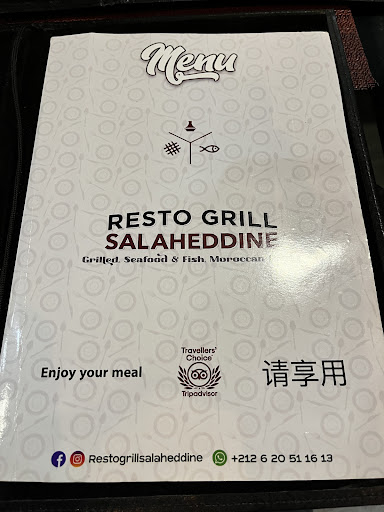 Menu
RESTO GRILL
SALAHEDDINE
Grilled, Seafood & Fish, Moroccan
Travellers'
Choice
Tripadvisor
Enjoy your meal
请享用
Restogrillsalaheddine +212 6 20 51 16 13